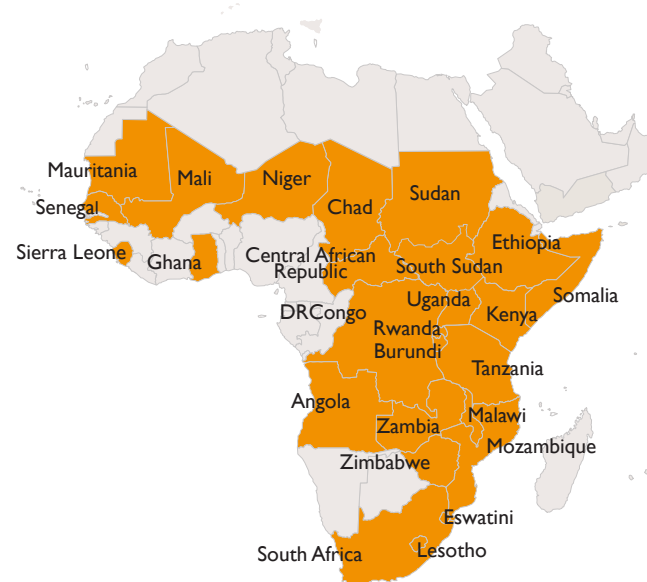 Mauritania
Mali
Niger
Chad
Sudan
Senegal
Sierra Leone
Ghana
Central African
Republic
Ethiopia
South Sudan
Somalia
Uganda
DRCongo
Kenya
Rwanda
Burundi
Tanzania
Angola
Malawi
Zambia
Mozambique
Zimbabwe
Eswatini
South Africa
Lesotho